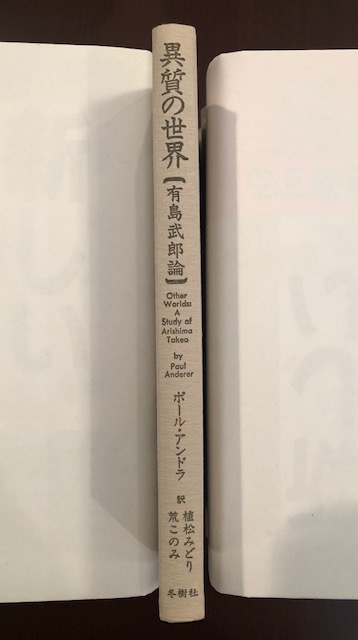 異質の世界
【有島武郎論】
Other
Worlds:
A
Study of
Arishima
Takeo
by
Paul
Anderer
ポール・アンドラ
訳
植松みどり
荒このみ
冬樹社